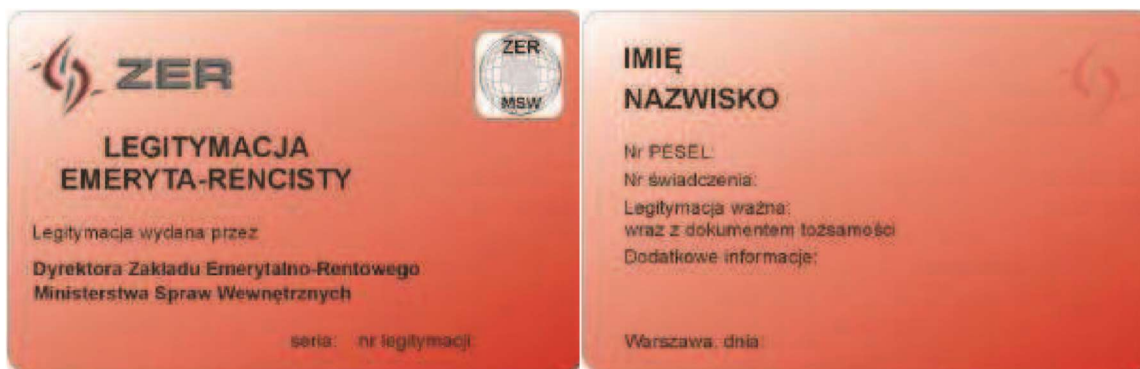 ZER
ZER
MSW
LEGITYMACJA
EMERYTA-RENCISTY
Legitymacja wydana przez
Dyrektora Zakładu Emerytalno-Rentowego
Ministerstwa Spraw Wewnętrznych
seria: nr legitymacji:
IMIĘ
NAZWISKO
Nr PESEL:
Nr świadczenia:
Legitymacja ważna:
wraz z dokumentem tożsamości
Dodatkowe informacje:
Warszawa, dnia: